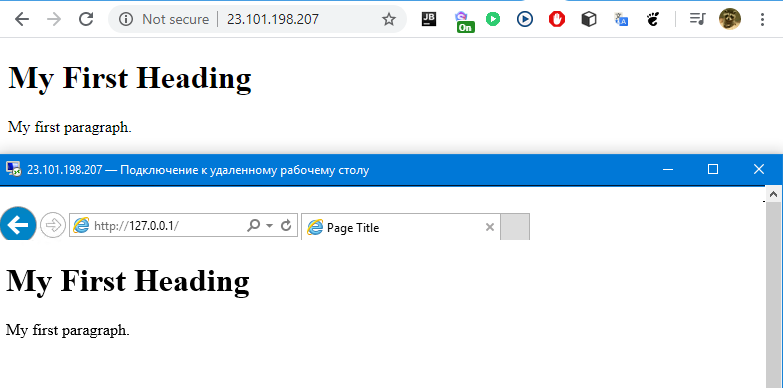 Not secure | 23.101.198.207
JB
On
My First Heading
My first paragraph.
23.101.198.207 — Подключение к удаленному рабочему столу
http://127.0.0.1/
Page Title
My First Heading
My first paragraph.